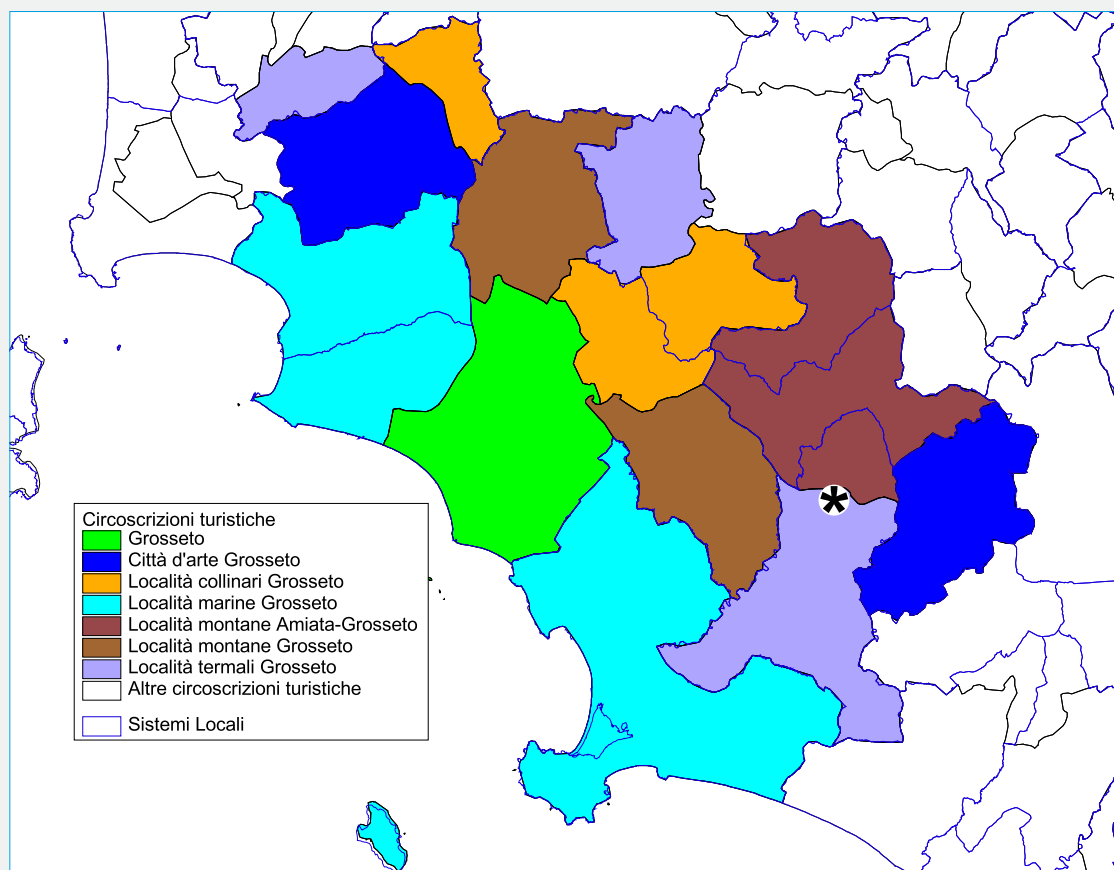 Circoscrizioni turistiche
Grosseto
Città d'arte Grosseto
Località collinari Grosseto
Località marine Grosseto
Località montane Amiata-Grosseto
Località montane Grosseto
Località termali Grosseto
Altre circoscrizioni turistiche
Sistemi Locali
*